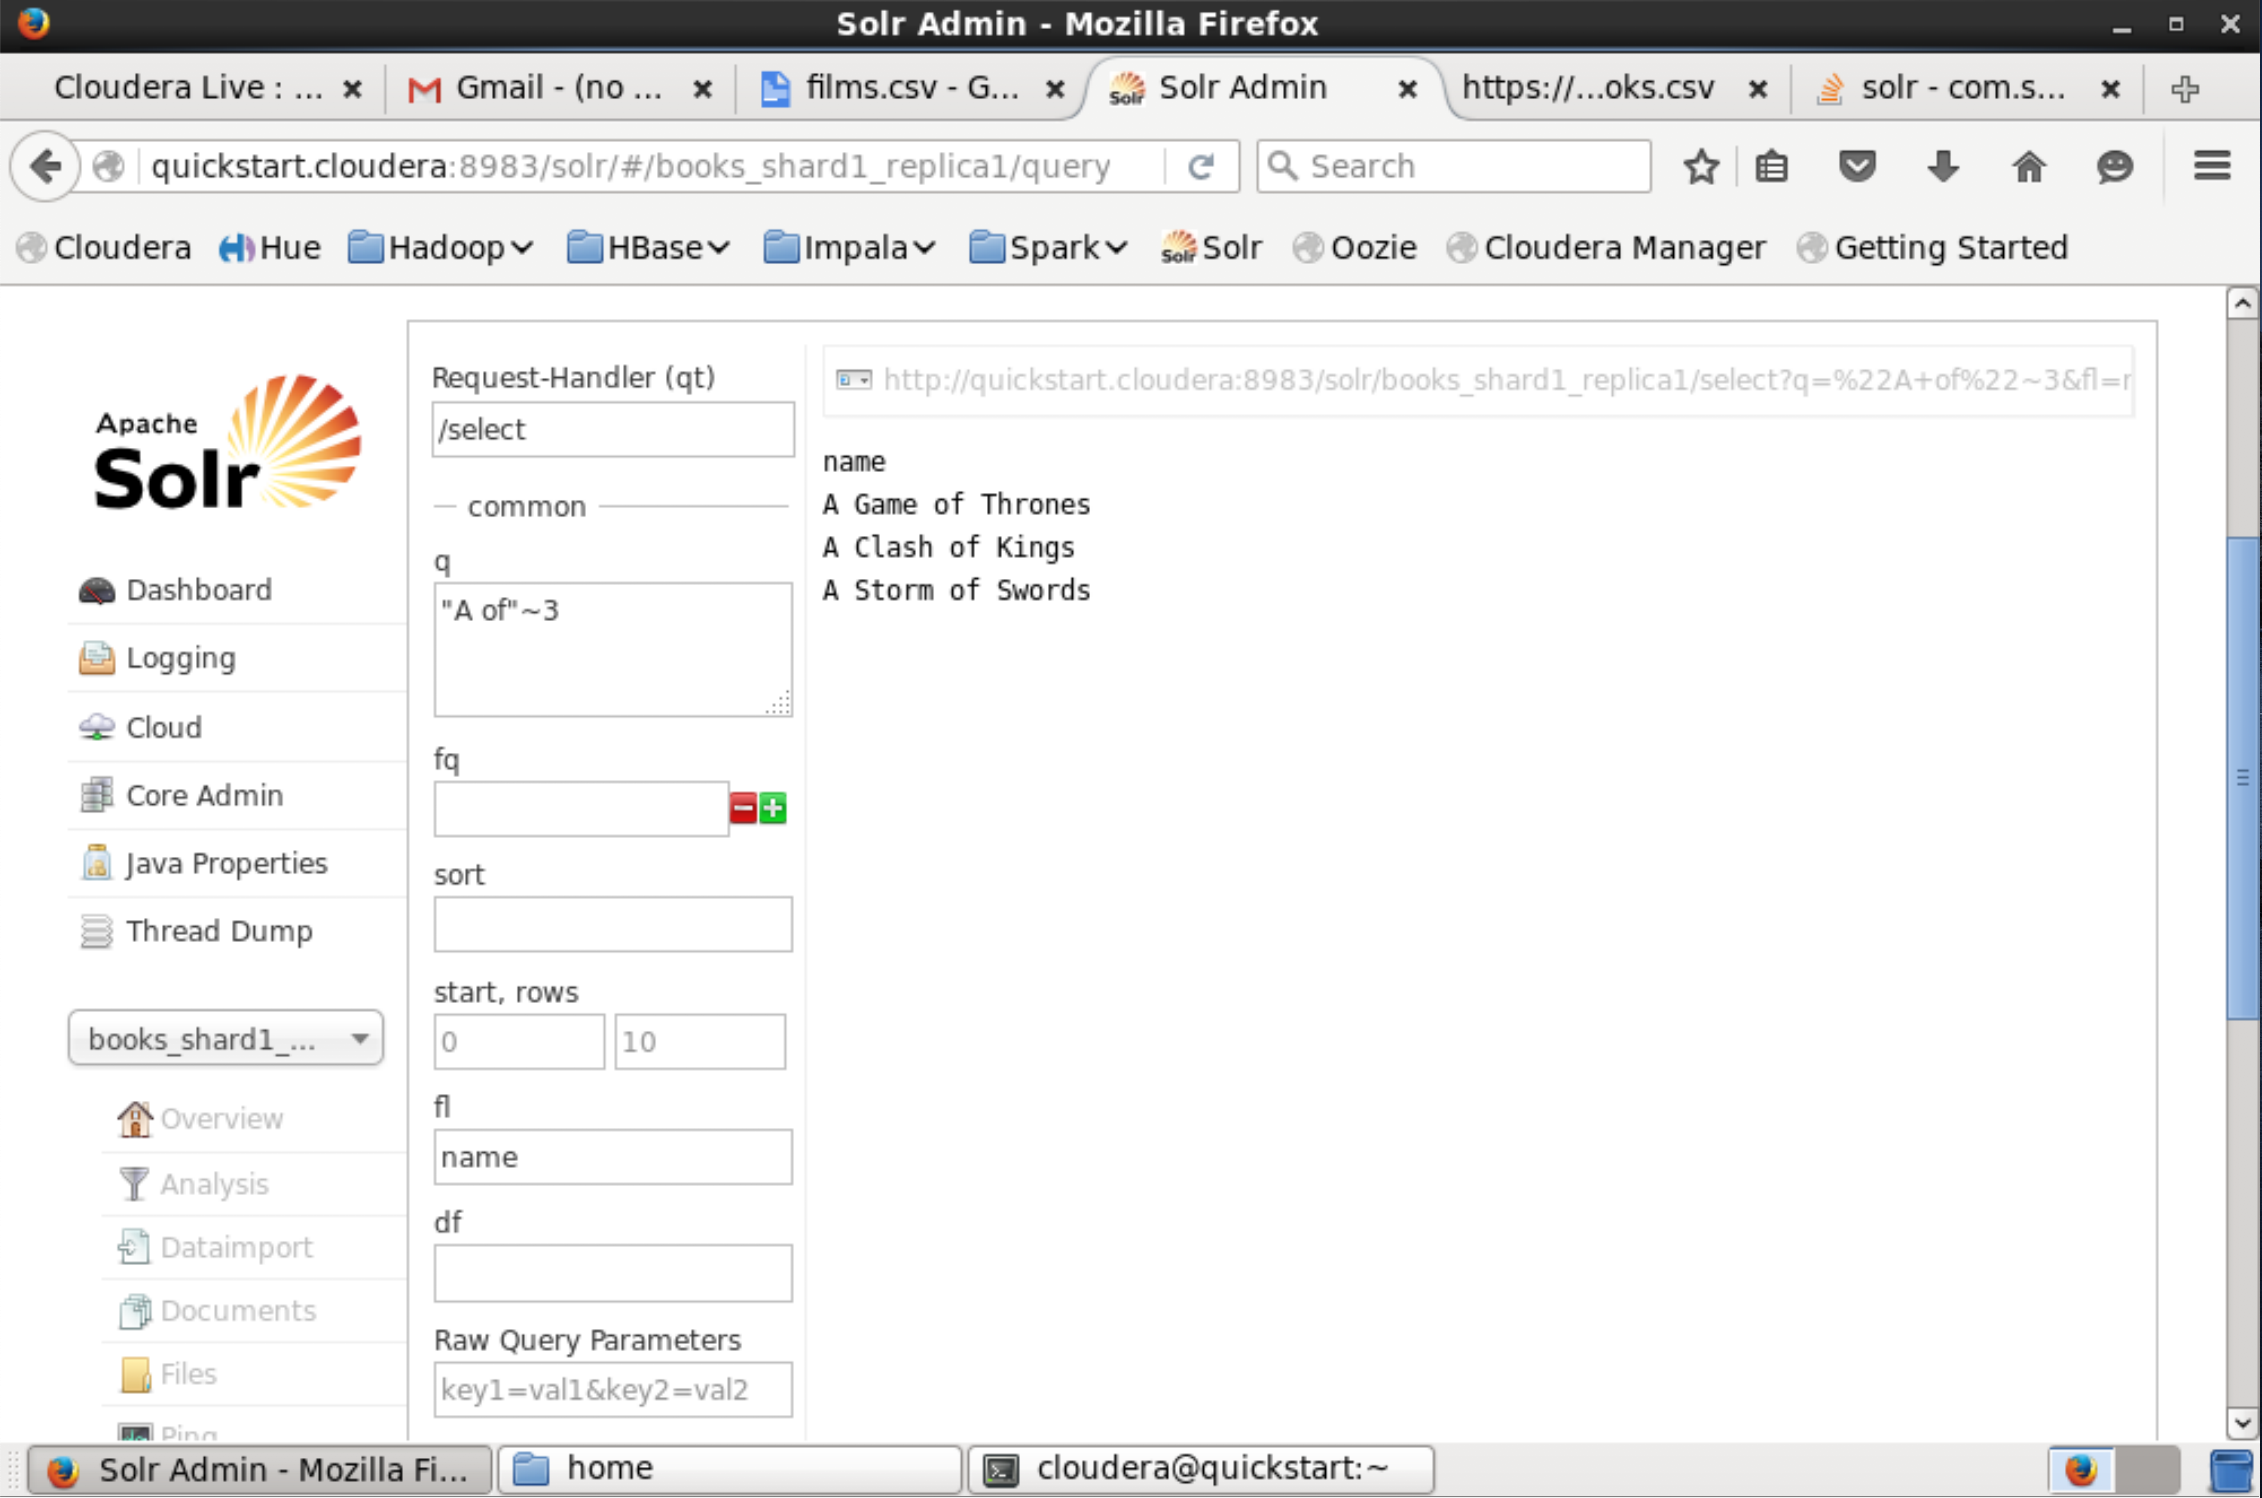 Solr Admin - Mozilla Firefox
Cloudera Live : ...
Gmail - (no ...
films.csv - G...
Solr Admin
https://...oks.csv
solr - com.s...
quickstart.cloudera:8983/solr/#/books_shard1_replica1/query
Search
Cloudera
Hue
Hadoop
HBase
Impala
Spark
Solr
Oozie
Cloudera Manager
Getting Started
Apache
Solr
Dashboard
Logging
Cloud
Core Admin
Java Properties
Thread Dump
books_shard1_...
Overview
Analysis
Dataimport
Documents
Files
Ping
Request-Handler (qt)
/select
common
q
"A of"~3
fq
sort
start, rows
0
10
fl
name
df
Raw Query Parameters
key1=val1&key2=val2
http://quickstart.cloudera:8983/solr/books_shard1_replica1/select?q=%22A+of%22~3&fl=
name
A Game of Thrones
A Clash of Kings
A Storm of Swords
Solr Admin - Mozilla Fi...
home
cloudera@quickstart:~